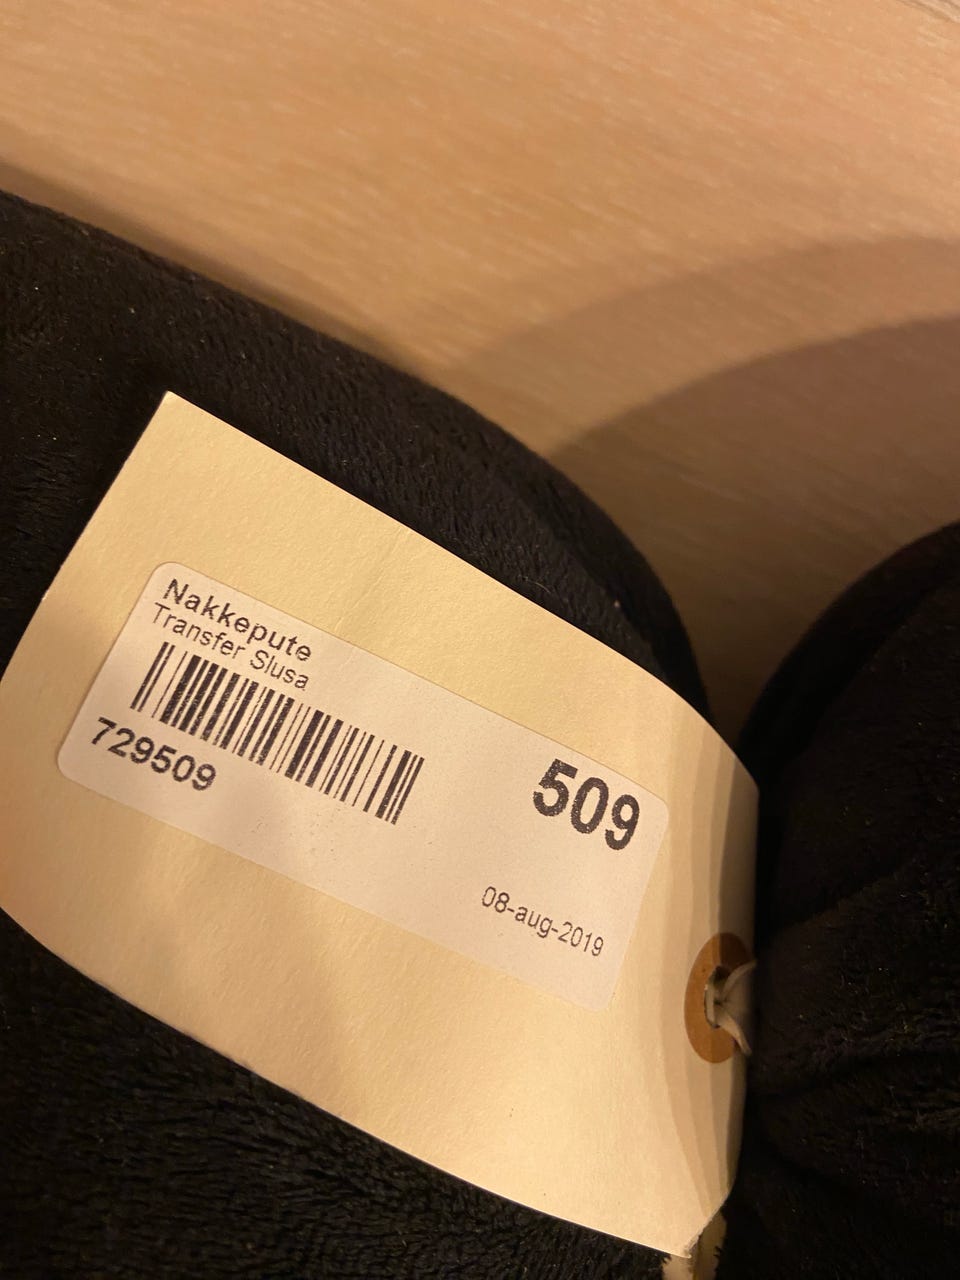 Nakkepute
Transfer Slusa
729509
509
08-aug-2019